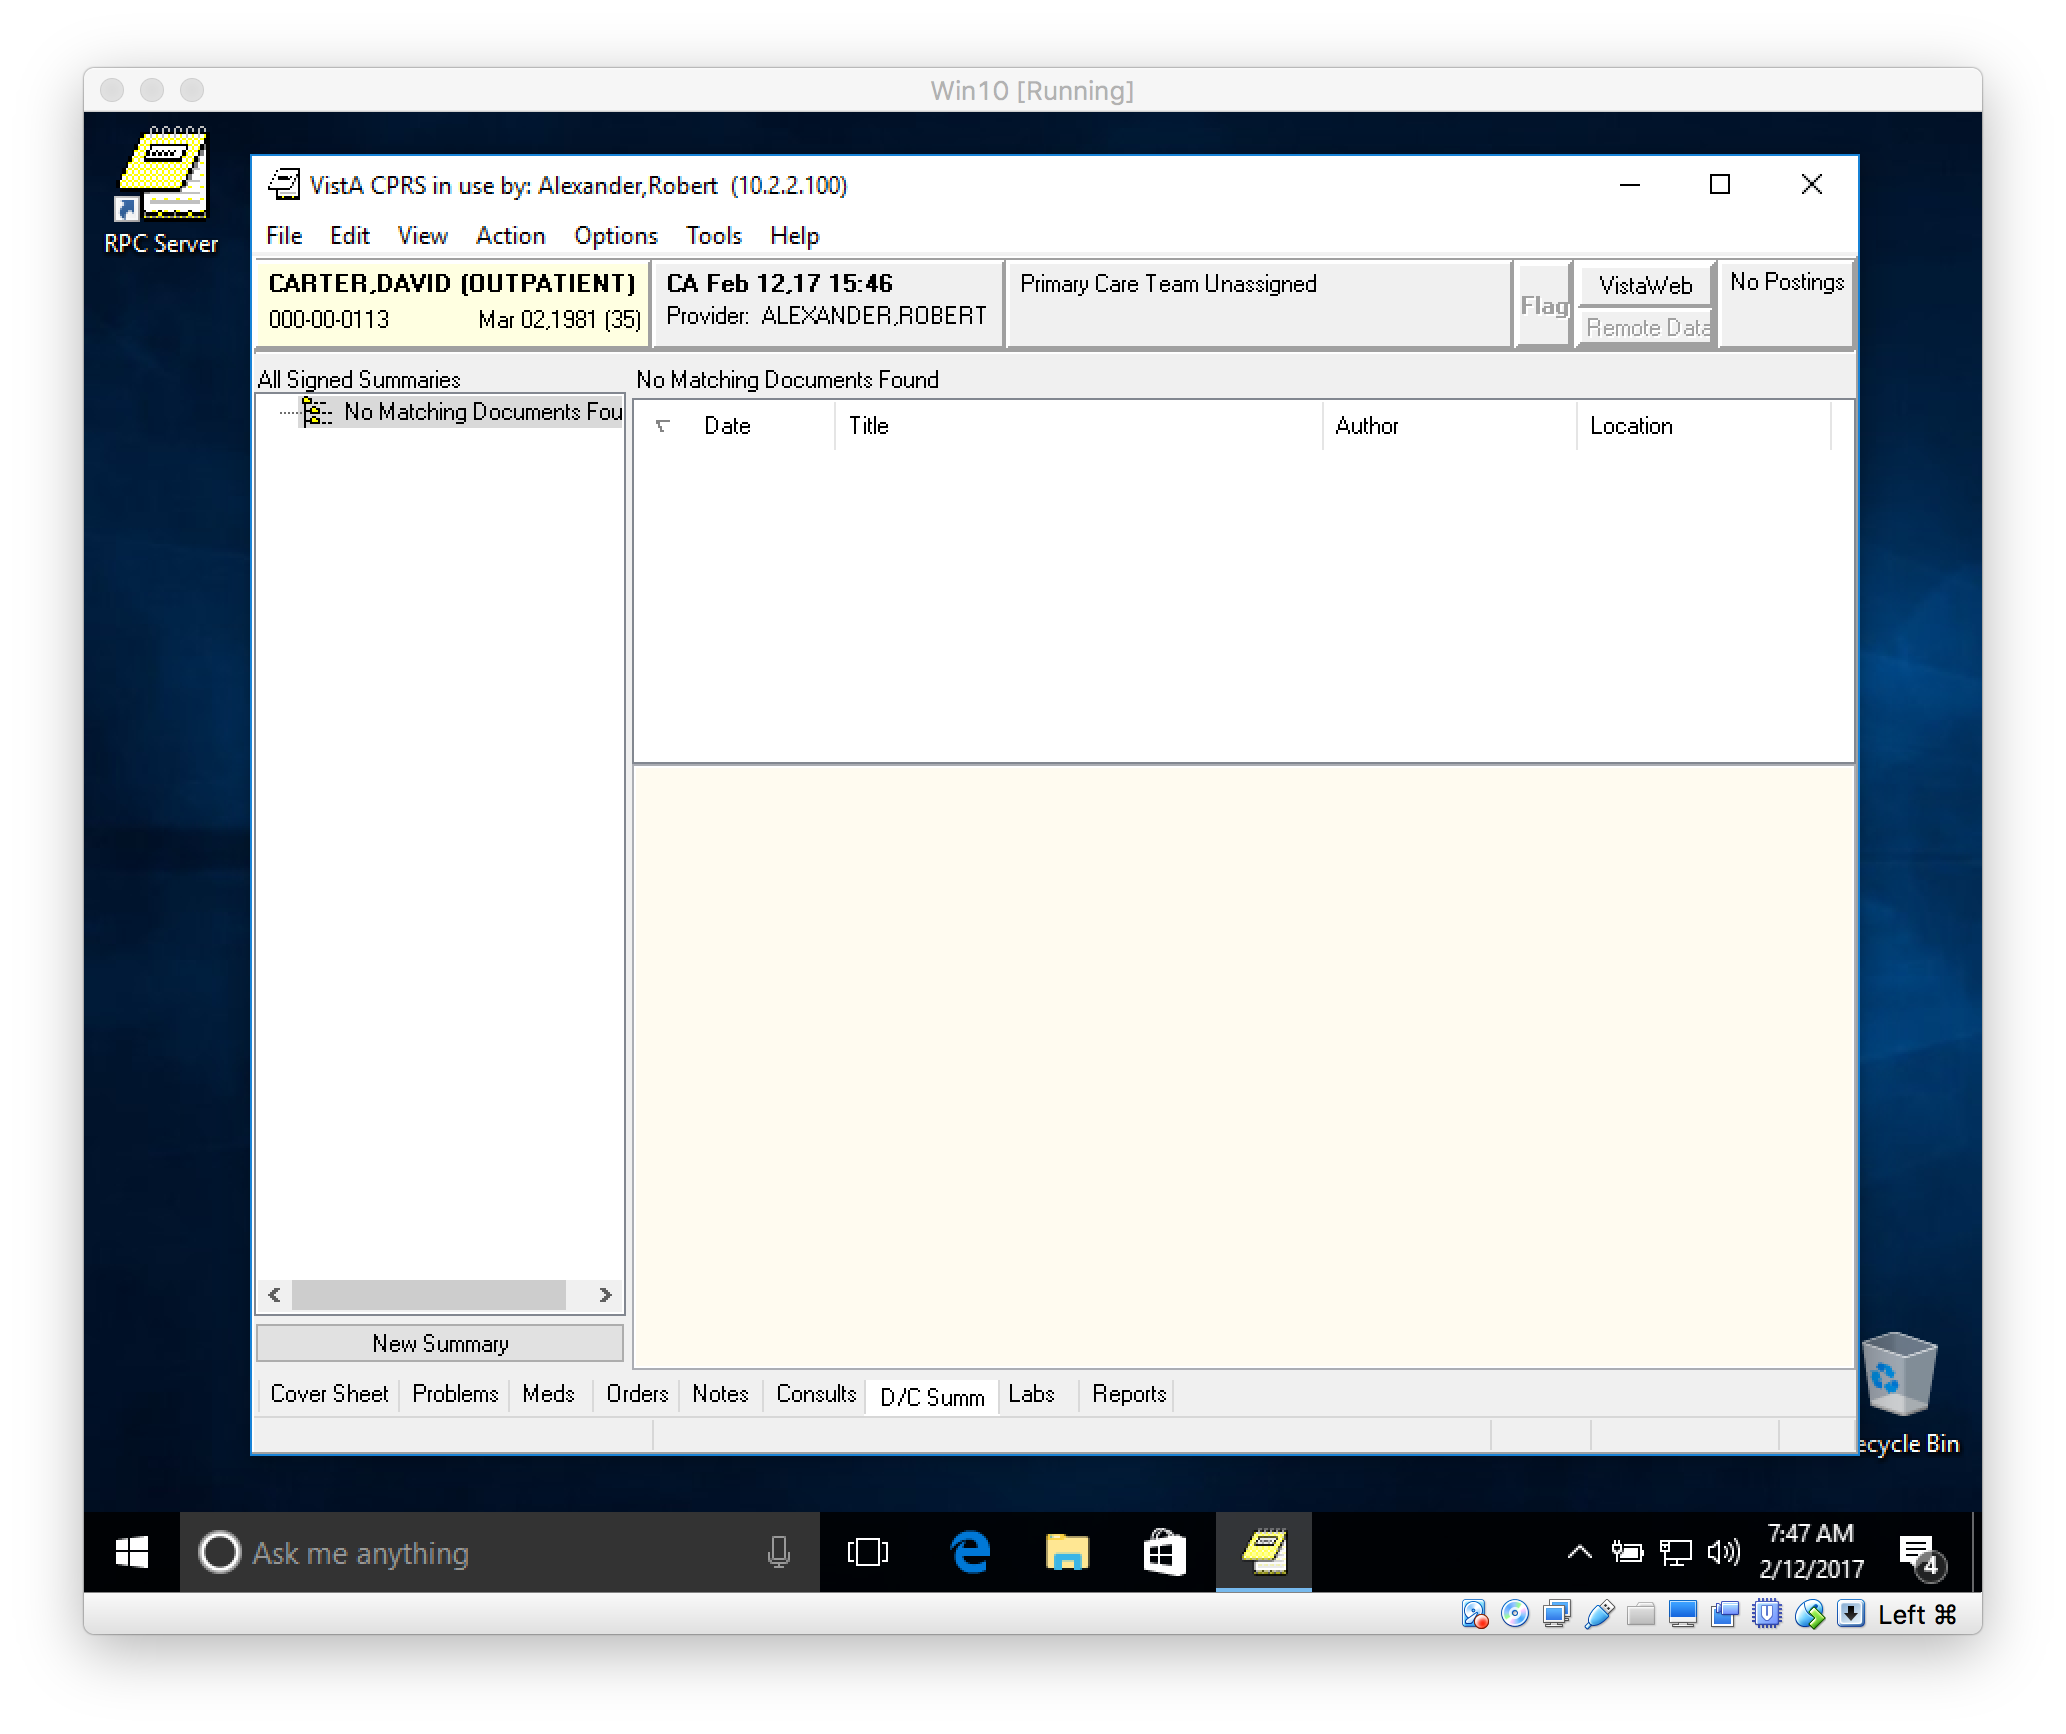 Win10 [Running]
RPC Server
VistA CPRS in use by: Alexander,Robert (10.2.2.100)
File Edit View Action Options Tools Help
CARTER,DAVID (OUTPATIENT)
000-00-0113 Mar 02,1981 (35)
CA Feb 12,17 15:46
Provider: ALEXANDER,ROBERT
Primary Care Team Unassigned
Flag
VistaWeb
Remote Data
No Postings
All Signed Summaries
No Matching Documents Fou
No Matching Documents Found
Date Title Author Location
New Summary
Cover Sheet Problems Meds Orders Notes Consults D/C Summ Labs Reports
ecycle Bin
Ask me anything
7:47 AM
2/12/2017
4
Left ⌘